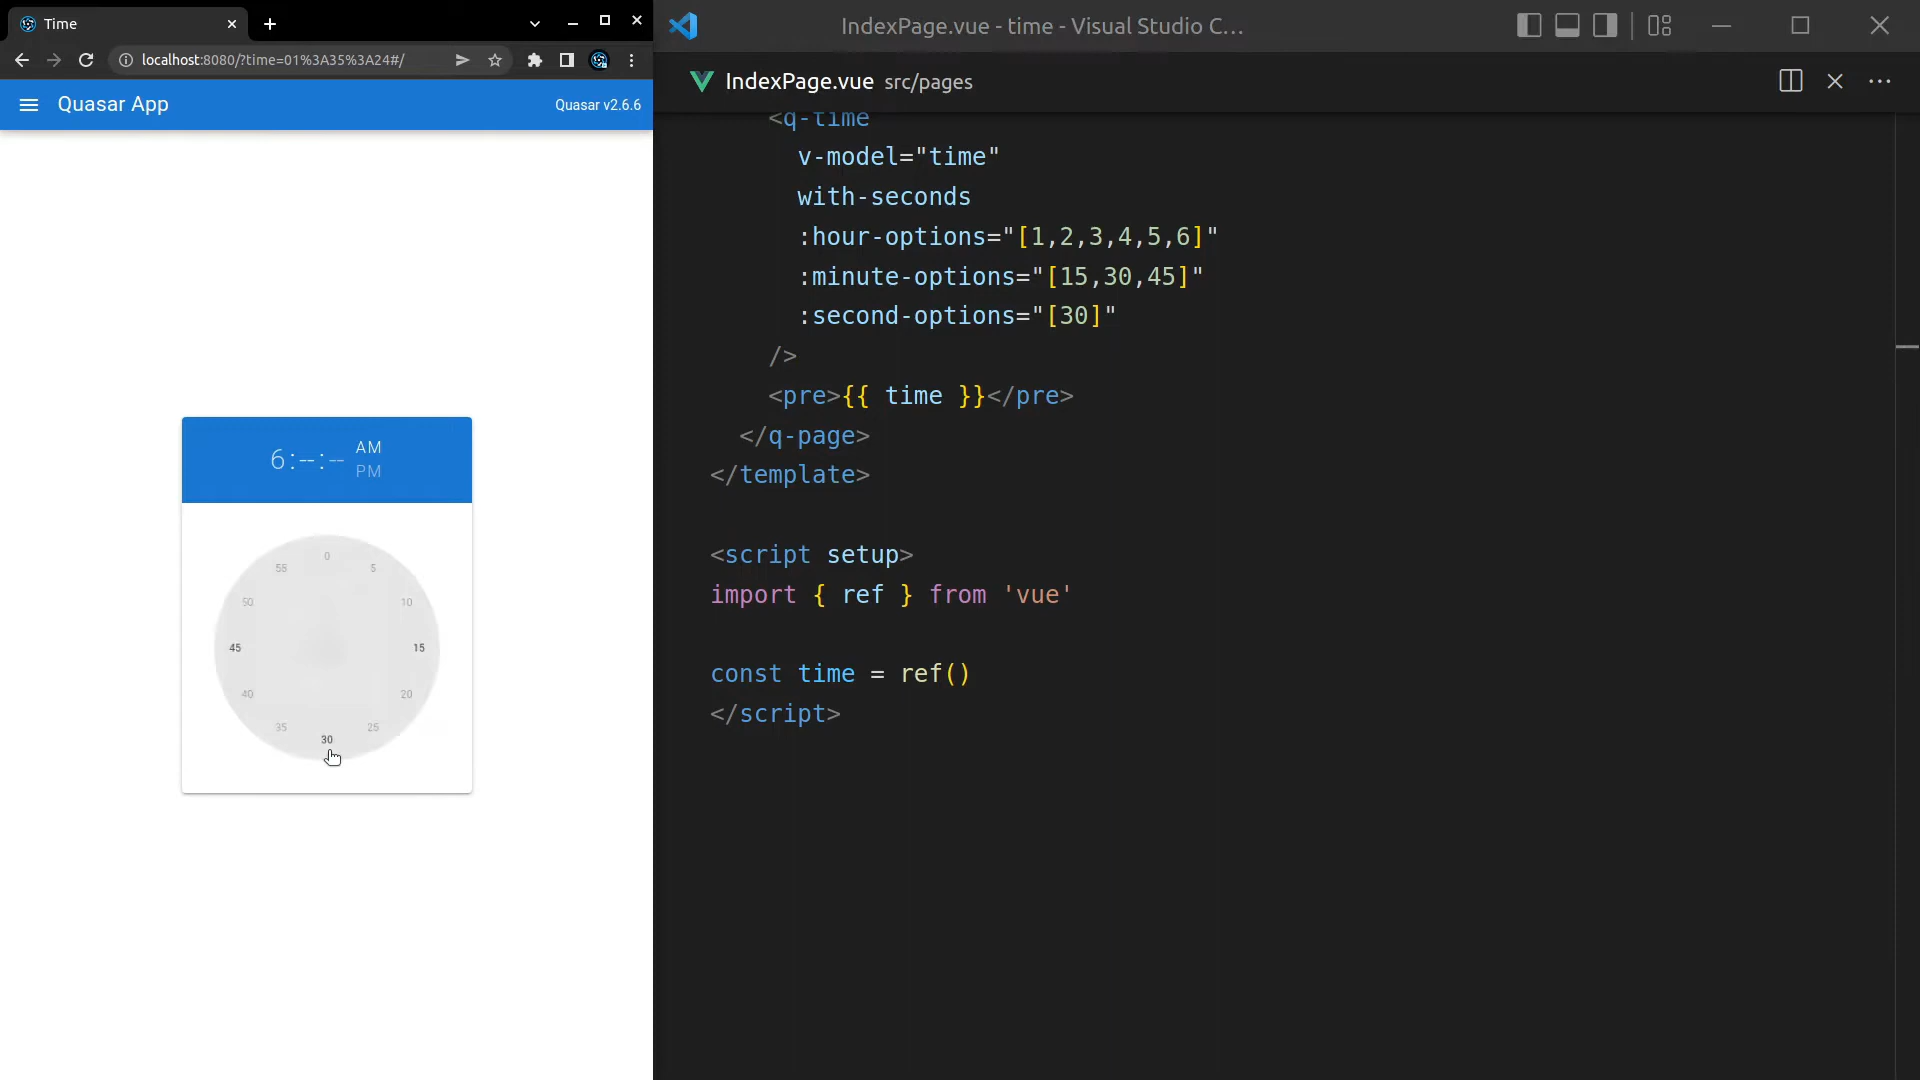 Time
localhost:8080/?time=01%3A35%3A24#/
Quasar App
Quasar v2.6.6
6:--:--
AM
PM
0
55
5
50
10
45
15
40
20
35
25
30
IndexPage.vue - time - Visual Studio C...
IndexPage.vue src/pages
<q-time
v-model="time"
with-seconds
:hour-options="[1,2,3,4,5,6]"
:minute-options="[15,30,45]"
:second-options="[30]"
/>
<pre>{{ time }}</pre>
</q-page>
</template>
<script setup>
import { ref } from 'vue'
const time = ref()
</script>